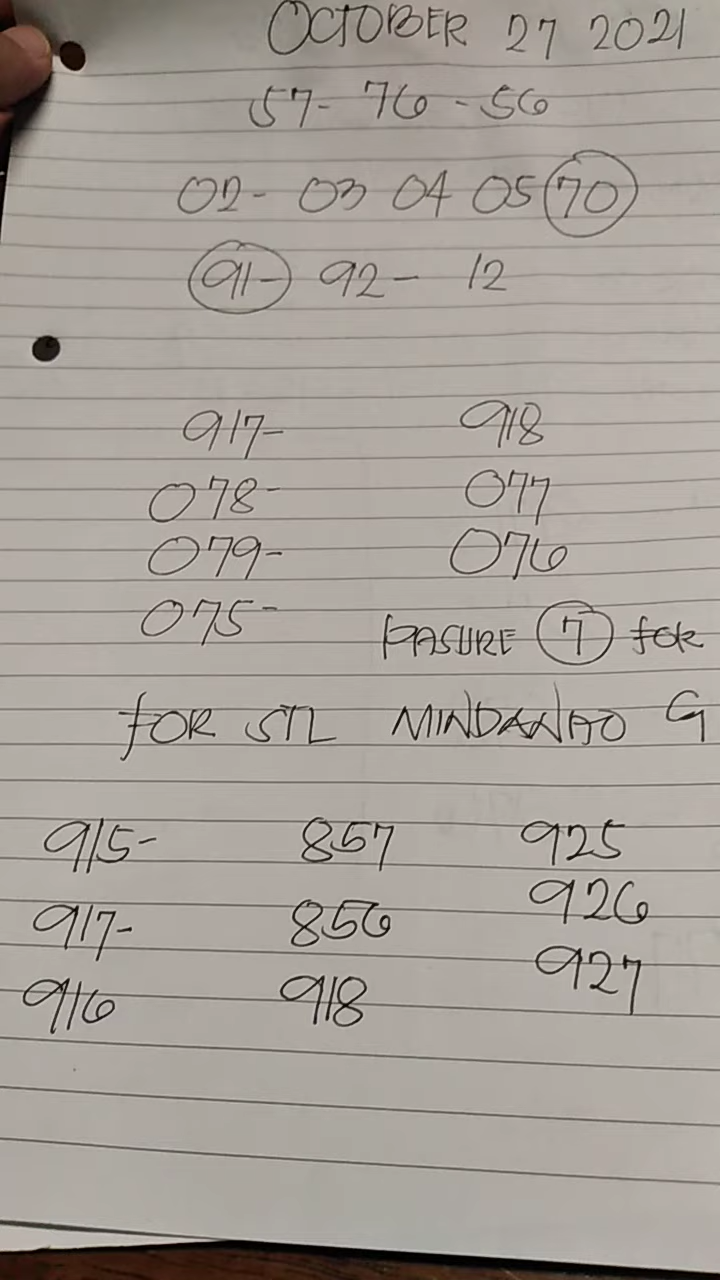 OCTOBER 27 2021
57- 76 - 56
02- 03 04 05 70
91- 92- 12
917- 918
078- 077
079- 076
075- PASURE 7 for
for STL MINDANAO G
915- 857 925
917- 856 926
916 918 927